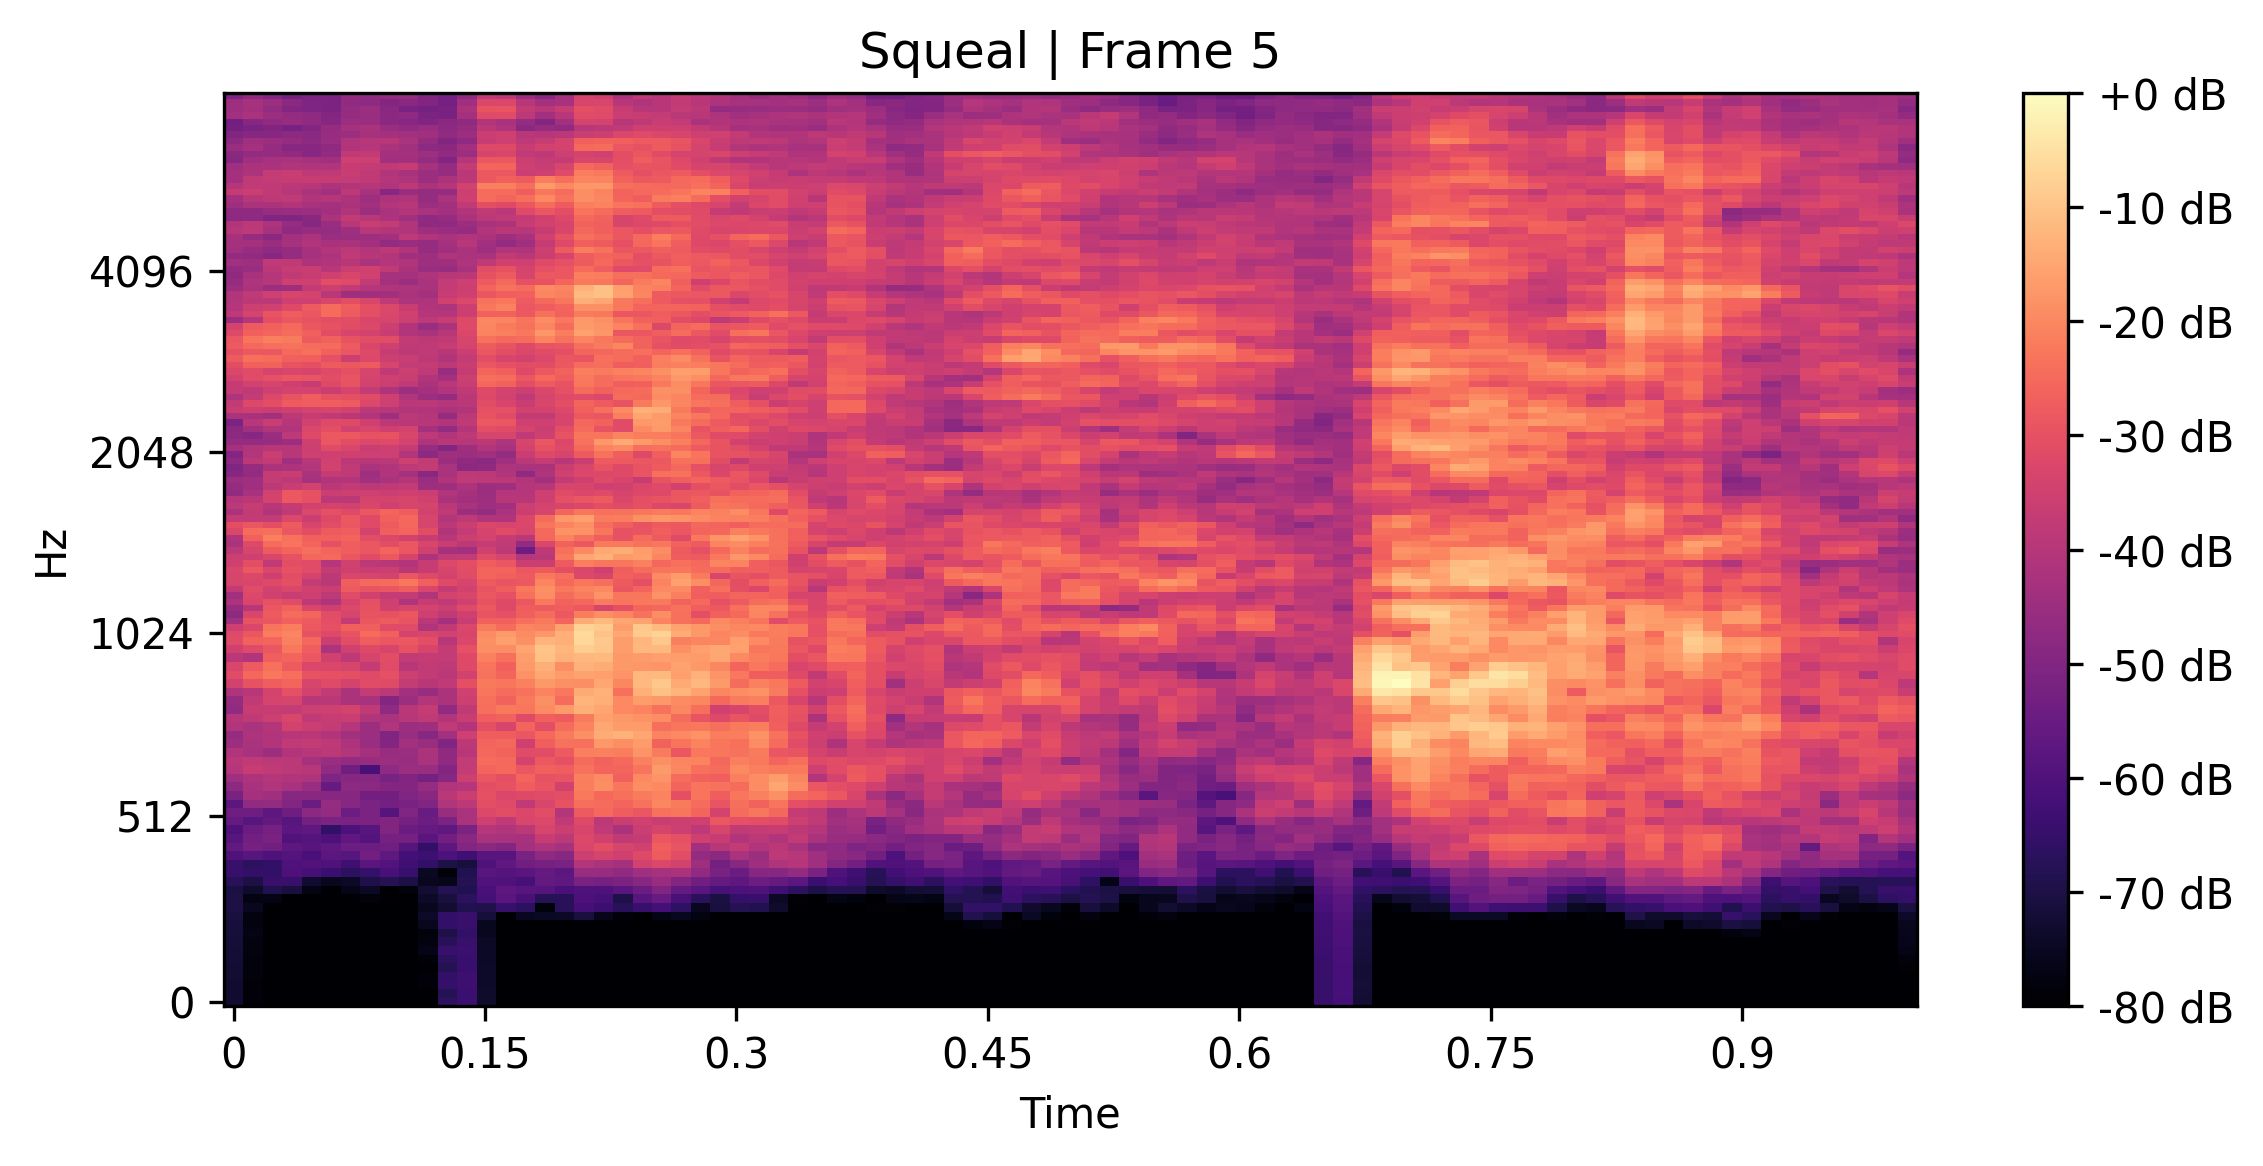 Squeal | Frame 5
Hz
4096
2048
1024
512
0
0 0.15 0.3 0.45 0.6 0.75 0.9
Time
+0 dB
-10 dB
-20 dB
-30 dB
-40 dB
-50 dB
-60 dB
-70 dB
-80 dB